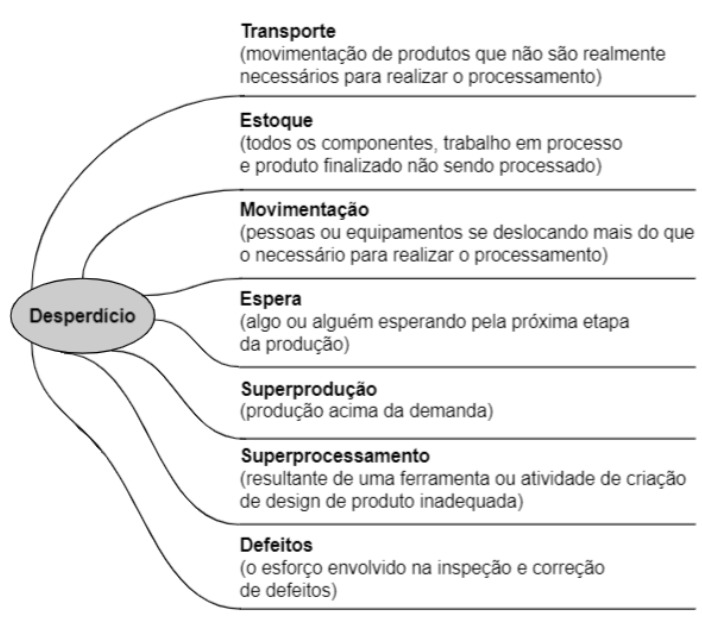 Transporte
(movimentação de produtos que não são realmente
necessários para realizar o processamento)
Estoque
(todos os componentes, trabalho em processo
e produto finalizado não sendo processado)
Movimentação
(pessoas ou equipamentos se deslocando mais do que
o necessário para realizar o processamento)
Desperdício
Espera
(algo ou alguém esperando pela próxima etapa
da produção)
Superprodução
(produção acima da demanda)
Superprocessamento
(resultante de uma ferramenta ou atividade de criação
de design de produto inadequada)
Defeitos
(o esforço envolvido na inspeção e correção
de defeitos)